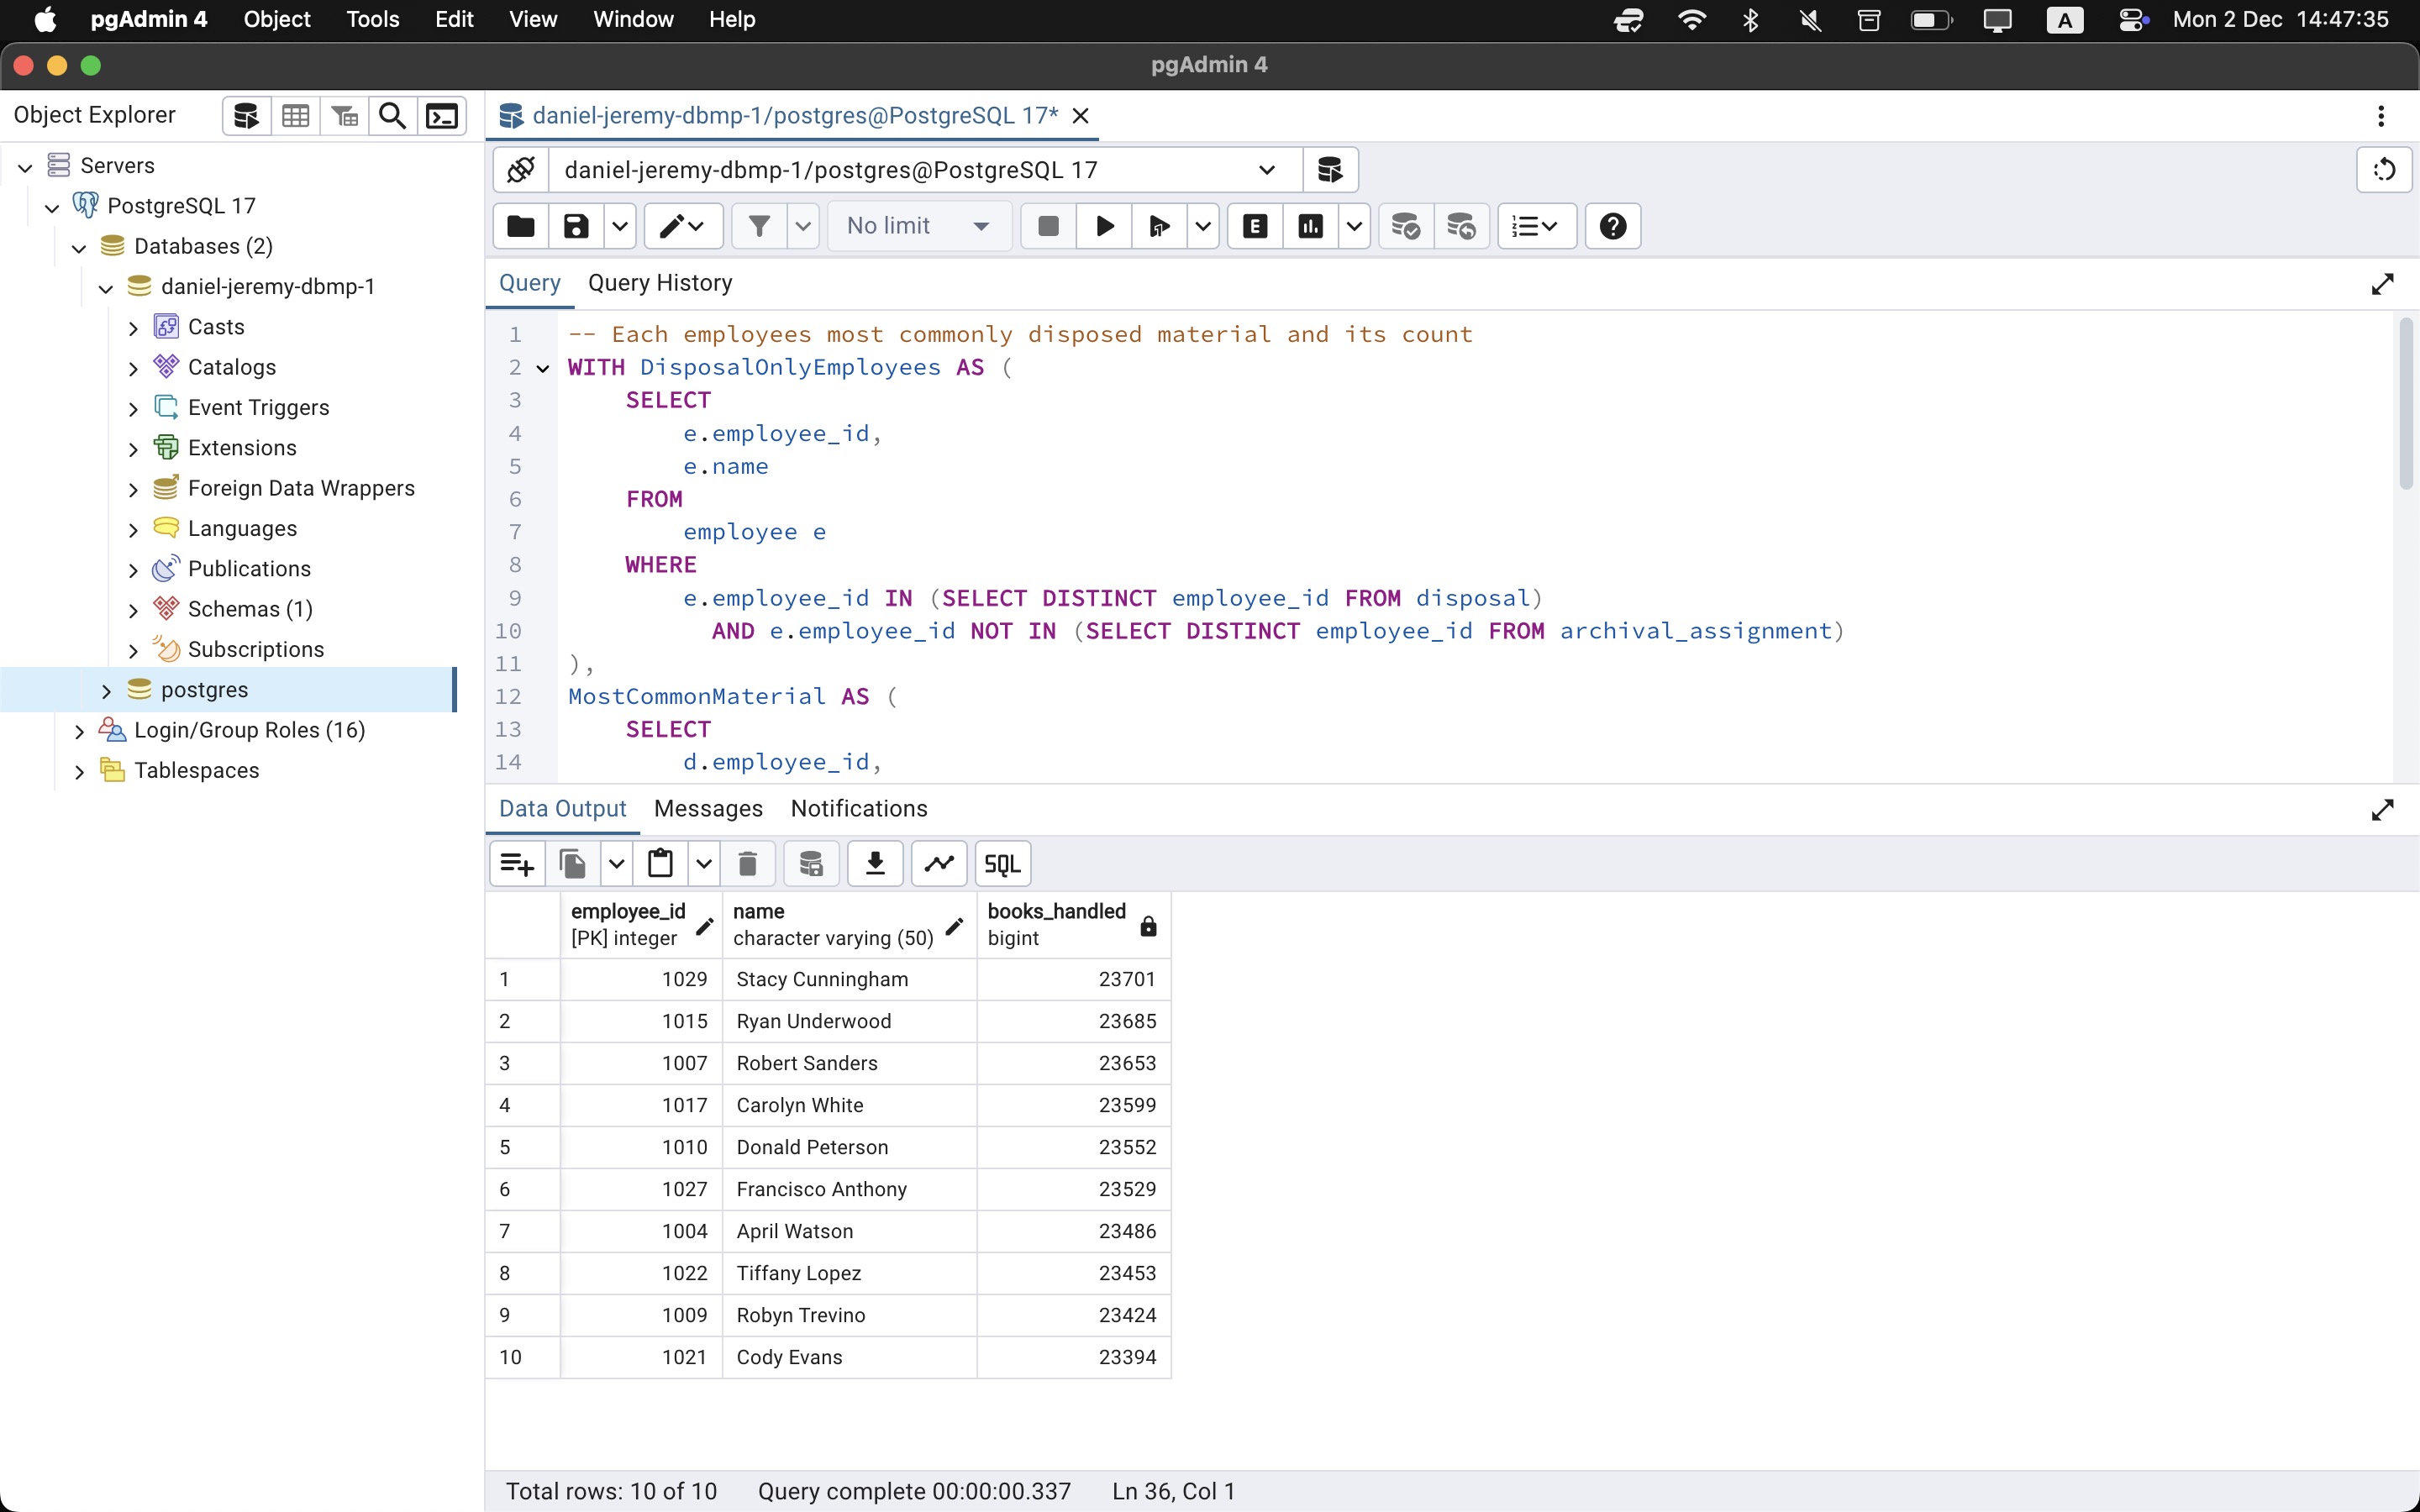 pgAdmin 4 Object Tools Edit View Window Help A Mon 2 Dec 14:47:35
pgAdmin 4
Object Explorer
Servers
PostgreSQL 17
Databases (2)
daniel-jeremy-dbmp-1
Casts
Catalogs
Event Triggers
Extensions
Foreign Data Wrappers
Languages
Publications
Schemas (1)
Subscriptions
postgres
Login/Group Roles (16)
Tablespaces
daniel-jeremy-dbmp-1/postgres@PostgreSQL 17*
daniel-jeremy-dbmp-1/postgres@PostgreSQL 17
No limit E
Query Query History
1 -- Each employees most commonly disposed material and its count
2 WITH DisposalOnlyEmployees AS (
3 SELECT
4 e.employee_id,
5 e.name
6 FROM
7 employee e
8 WHERE
9 e.employee_id IN (SELECT DISTINCT employee_id FROM disposal)
10 AND e.employee_id NOT IN (SELECT DISTINCT employee_id FROM archival_assignment)
11 ),
12 MostCommonMaterial AS (
13 SELECT
14 d.employee_id,
Data Output Messages Notifications
SQL
employee_id name books_handled
[PK] integer character varying (50) bigint
1 1029 Stacy Cunningham 23701
2 1015 Ryan Underwood 23685
3 1007 Robert Sanders 23653
4 1017 Carolyn White 23599
5 1010 Donald Peterson 23552
6 1027 Francisco Anthony 23529
7 1004 April Watson 23486
8 1022 Tiffany Lopez 23453
9 1009 Robyn Trevino 23424
10 1021 Cody Evans 23394
Total rows: 10 of 10 Query complete 00:00:00.337 Ln 36, Col 1